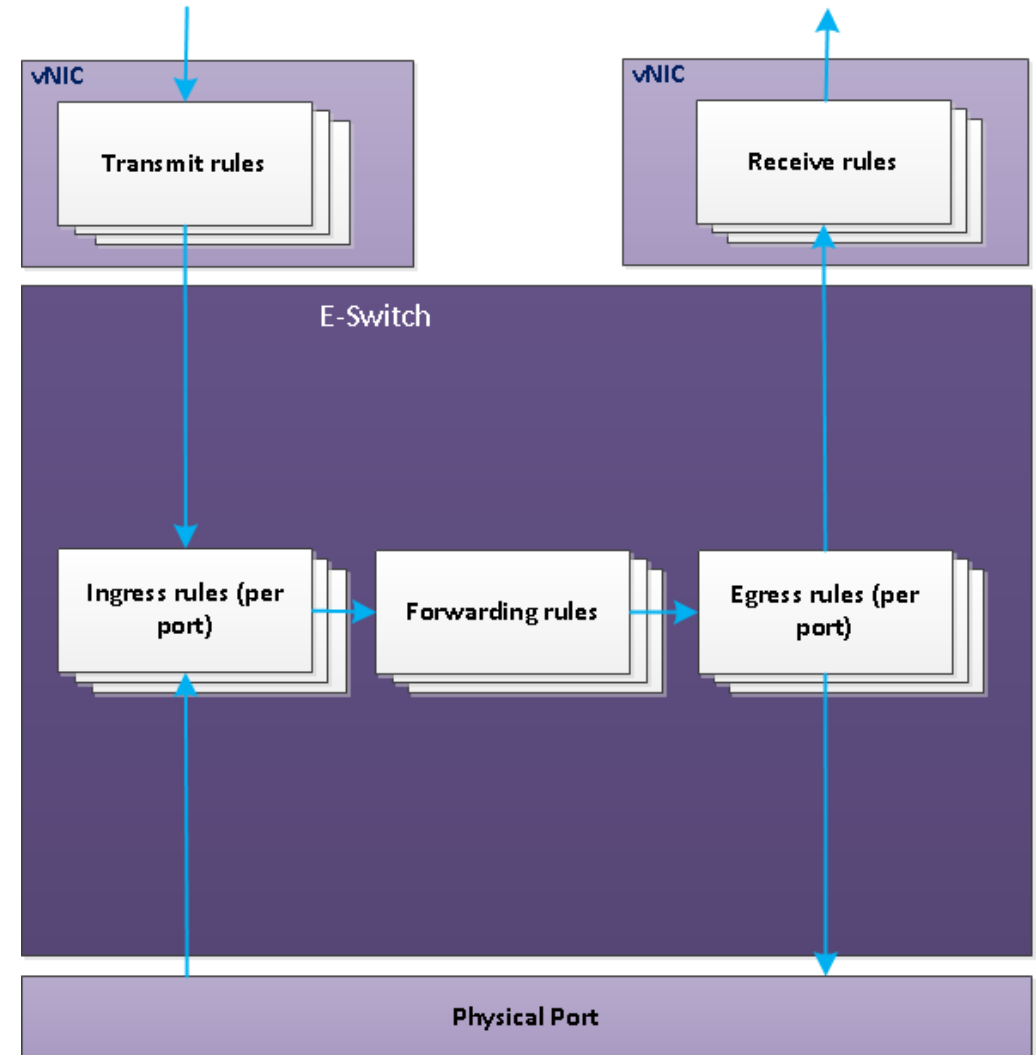 vNIC
Transmit rules
vNIC
Receive rules
E-Switch
Ingress rules (per
port)
Forwarding rules
Egress rules (per
port)
Physical Port